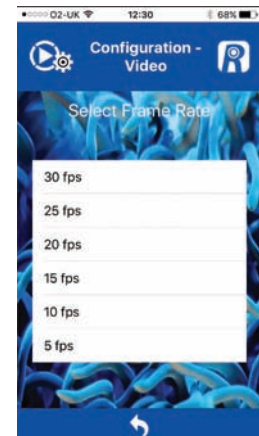 O2-UK 12:30 68%
Configuration -
Video
Select Frame Rate
30 fps
25 fps
20 fps
15 fps
10 fps
5 fps